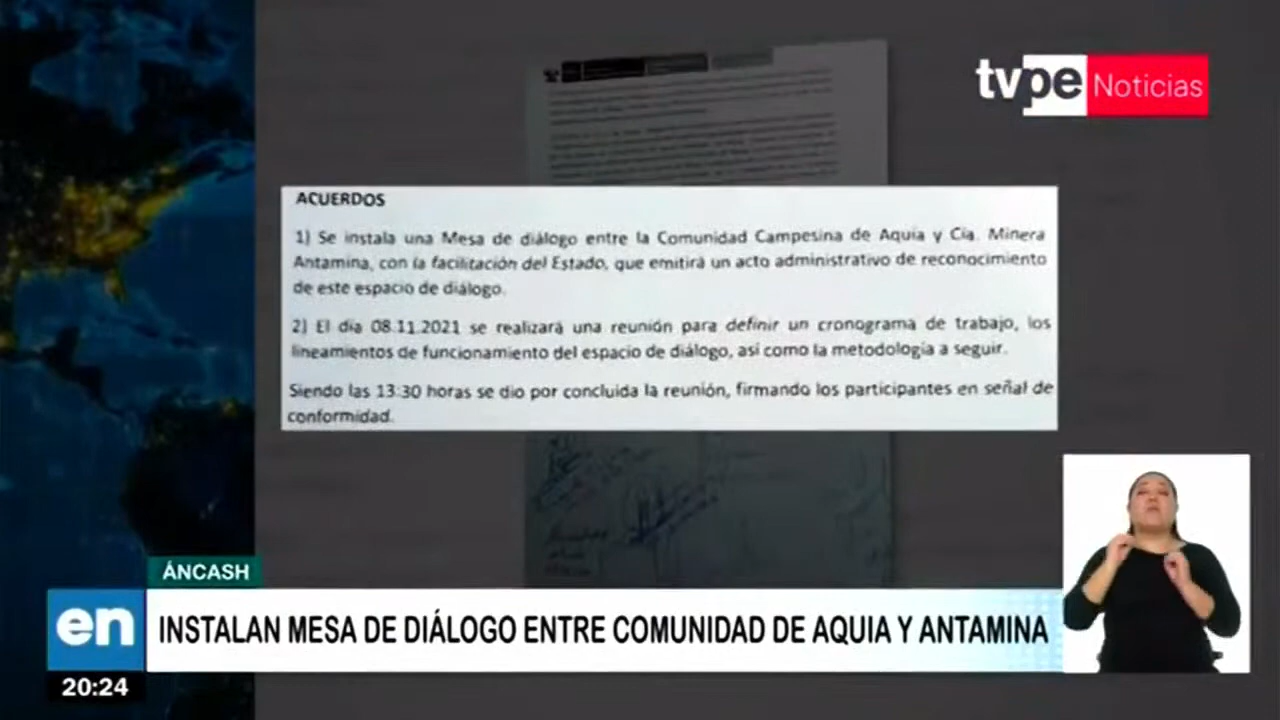 tvpe Noticias
ACUERDOS
1) Se instala una Mesa de diálogo entre la Comunidad Campesina de Aquia y Cia. Minera
Antamina, con la facilitación del Estado, que emitirá un acto administrativo de reconocimiento
de este espacio de diálogo.
2) El día 08.11.2021 se realizará una reunión para definir un cronograma de trabajo, los
lineamientos de funcionamiento del espacio de diálogo, así como la metodología a seguir.
Siendo las 13:30 horas se dio por concluida la reunión, firmando los participantes en señal de
conformidad.
ÁNCASH
en
INSTALAN MESA DE DIÁLOGO ENTRE COMUNIDAD DE AQUIA Y ANTAMINA
20:24